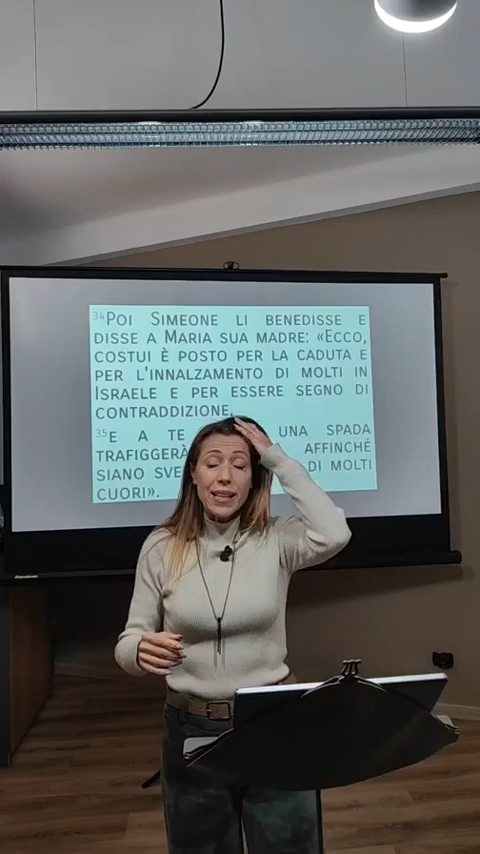 34POI SIMEONE LI BENEDISSE E
DISSE A MARIA SUA MADRE: «ECCO,
COSTUI È POSTO PER LA CADUTA E
PER L'INNALZAMENTO DI MOLTI IN
ISRAELE E PER ESSERE SEGNO DI
CONTRADDIZIONE.
35E A TE UNA SPADA
TRAFIGGERÀ AFFINCHÉ
SIANO SVE DI MOLTI
CUORI».